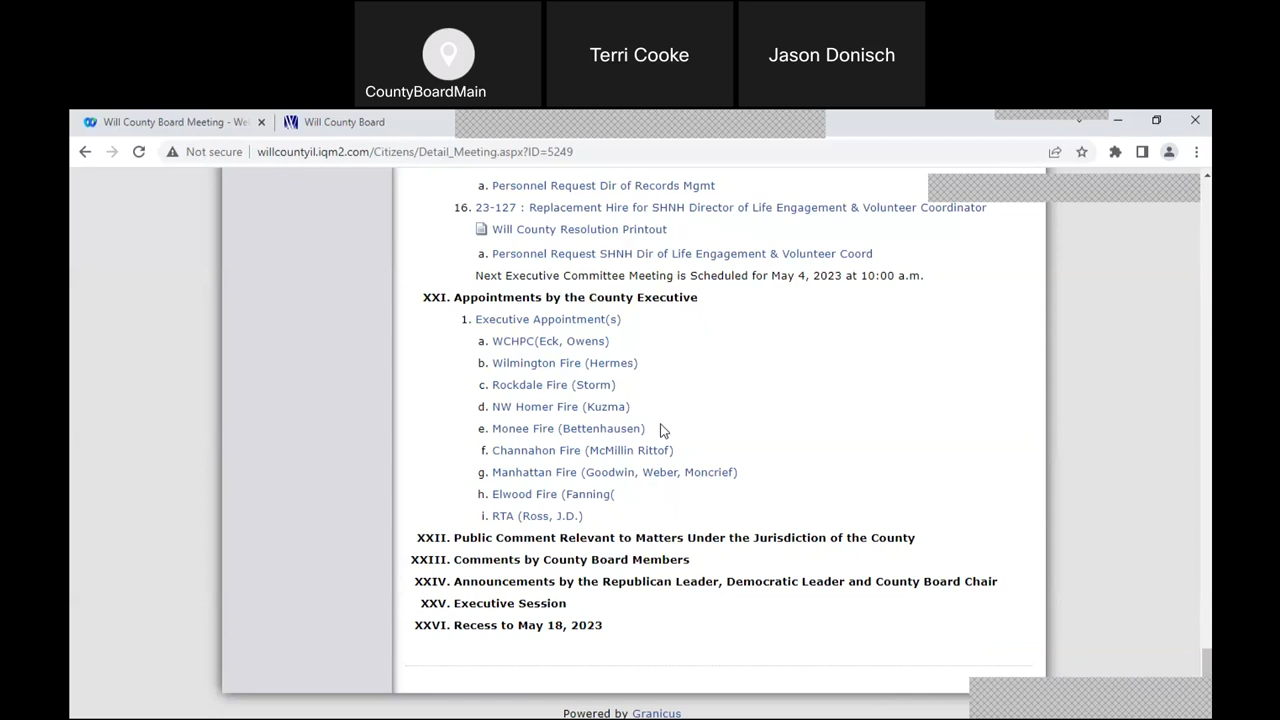 CountyBoardMain
Terri Cooke
Jason Donisch
Will County Board Meeting - We
Will County Board
Not secure
willcountyil.iqm2.com/Citizens/Detail_Meeting.aspx?ID=5249
a. Personnel Request Dir of Records Mgmt
16. 23-127 : Replacement Hire for SHNH Director of Life Engagement & Volunteer Coordinator
Will County Resolution Printout
a. Personnel Request SHNH Dir of Life Engagement & Volunteer Coord
Next Executive Committee Meeting is Scheduled for May 4, 2023 at 10:00 a.m.
XXI. Appointments by the County Executive
1. Executive Appointment(s)
a. WCHPC(Eck, Owens)
b. Wilmington Fire (Hermes)
c. Rockdale Fire (Storm)
d. NW Homer Fire (Kuzma)
e. Monee Fire (Bettenhausen)
f. Channahon Fire (McMillin Rittof)
g. Manhattan Fire (Goodwin, Weber, Moncrief)
h. Elwood Fire (Fanning(
i. RTA (Ross, J.D.)
XXII. Public Comment Relevant to Matters Under the Jurisdiction of the County
XXIII. Comments by County Board Members
XXIV. Announcements by the Republican Leader, Democratic Leader and County Board Chair
XXV. Executive Session
XXVI. Recess to May 18, 2023
Powered by Granicus